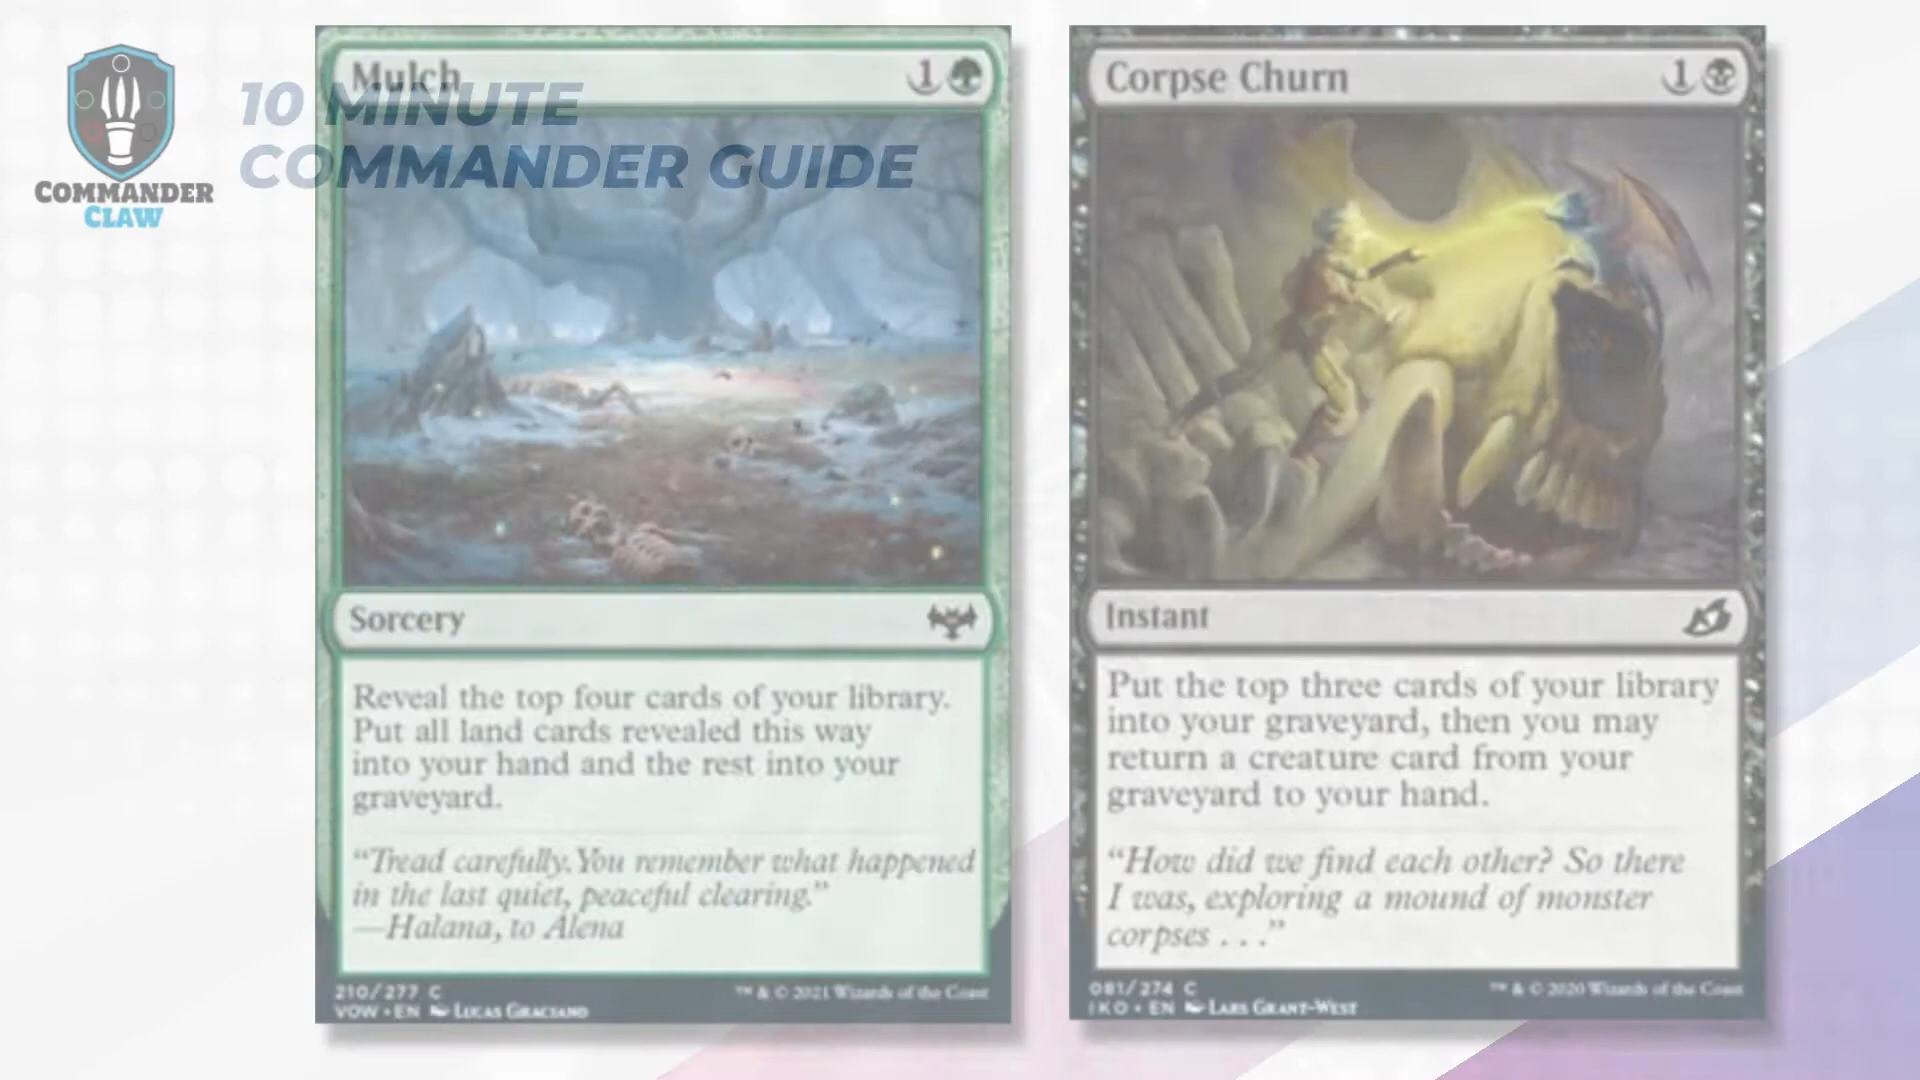 COMMANDER
CLAW
10 MINUTE
COMMANDER GUIDE
Mulch 1
Sorcery
Reveal the top four cards of your library.
Put all land cards revealed this way
into your hand and the rest into your
graveyard.
“Tread carefully. You remember what happened
in the last quiet, peaceful clearing.”
—Halana, to Alena
210/277 C
VOW • EN Lucas Graciano
™ & © 2021 Wizards of the Coast
Corpse Churn 1
Instant
Put the top three cards of your library
into your graveyard, then you may
return a creature card from your
graveyard to your hand.
“How did we find each other? So there
I was, exploring a mound of monster
corpses . . .”
081/274 C
IKO • EN Lars Grant-West
™ & © 2020 Wizards of the Coast